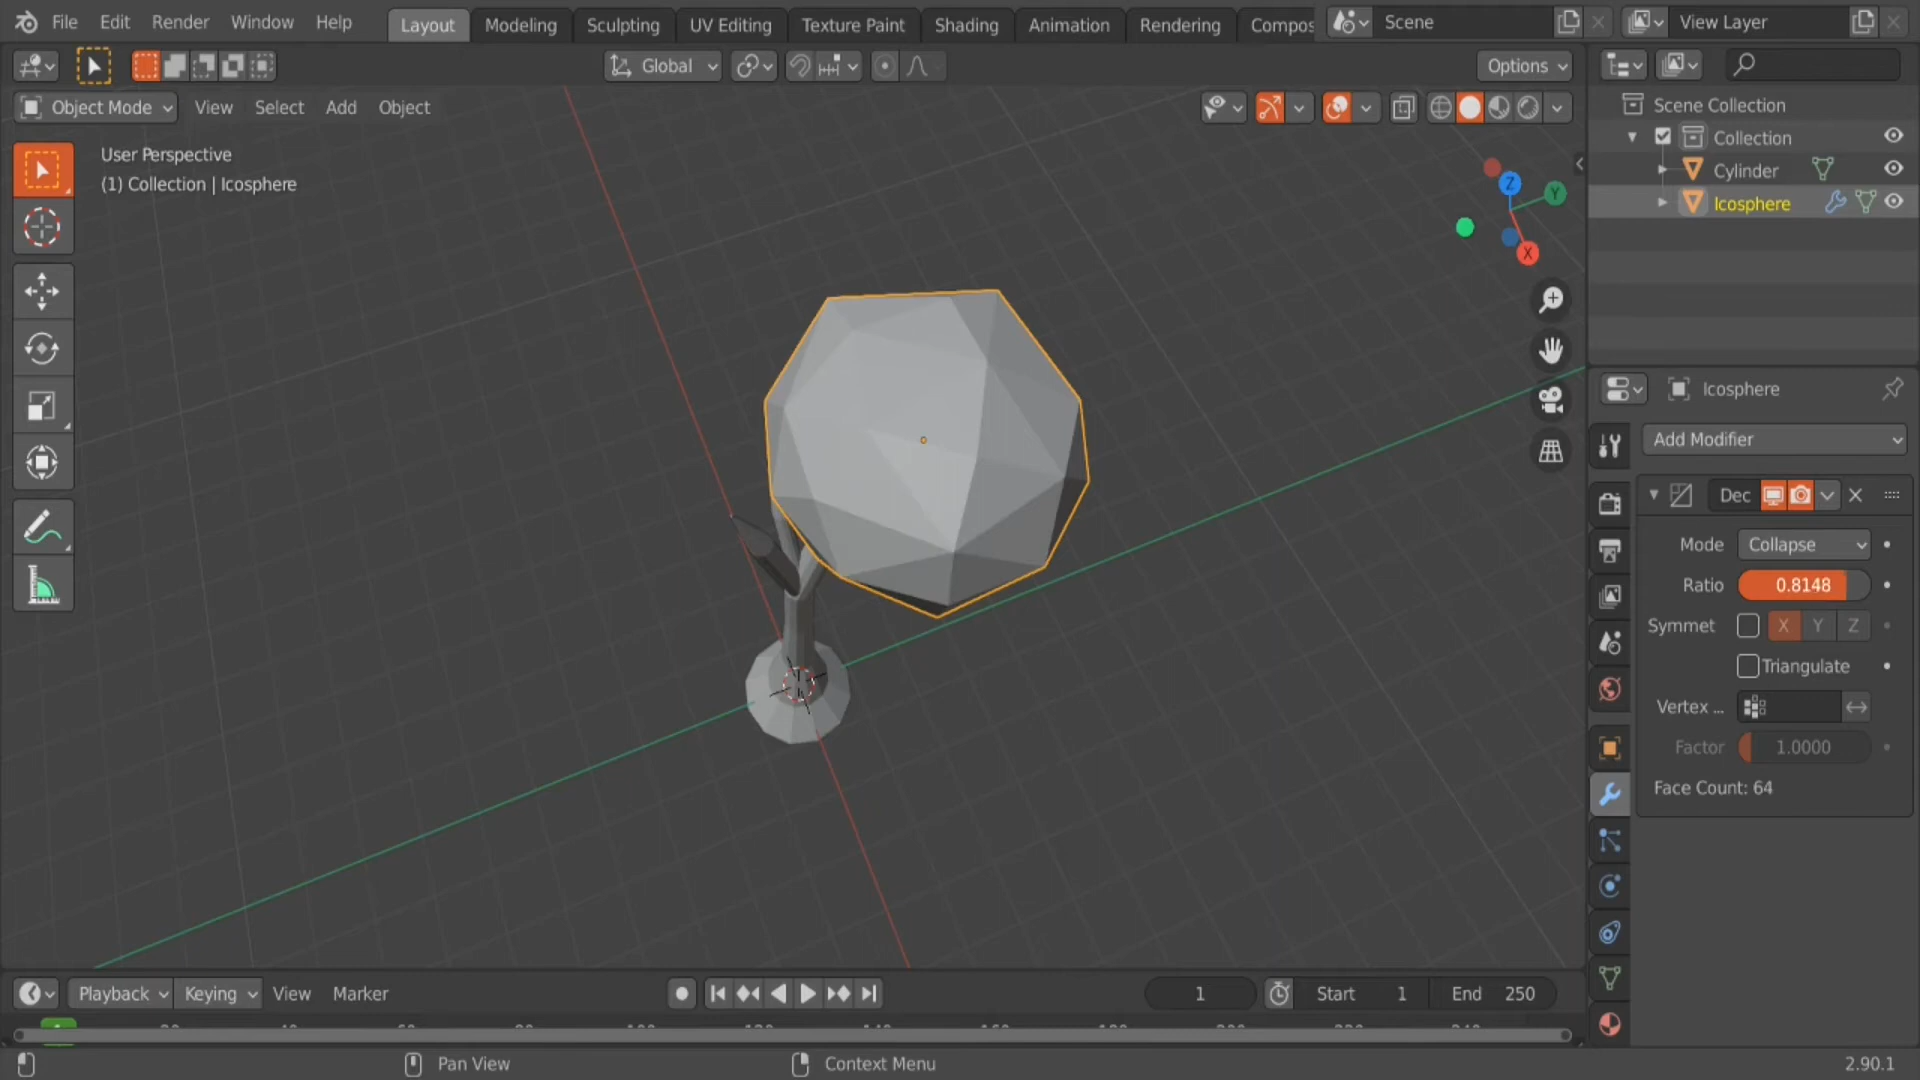 File Edit Render Window Help Layout Modeling Sculpting UV Editing Texture Paint Shading Animation Rendering Compos Scene View Layer
Global Options
Object Mode View Select Add Object
User Perspective
(1) Collection | Icosphere
Z
Y
X
Scene Collection
Collection
Cylinder
Icosphere
Icosphere
Add Modifier
Dec
Mode Collapse
Ratio 0.8148
Symmet X Y Z
Triangulate
Vertex ...
Factor 1.0000
Face Count: 64
Playback Keying View Marker 1 Start 1 End 250
Pan View Context Menu 2.90.1